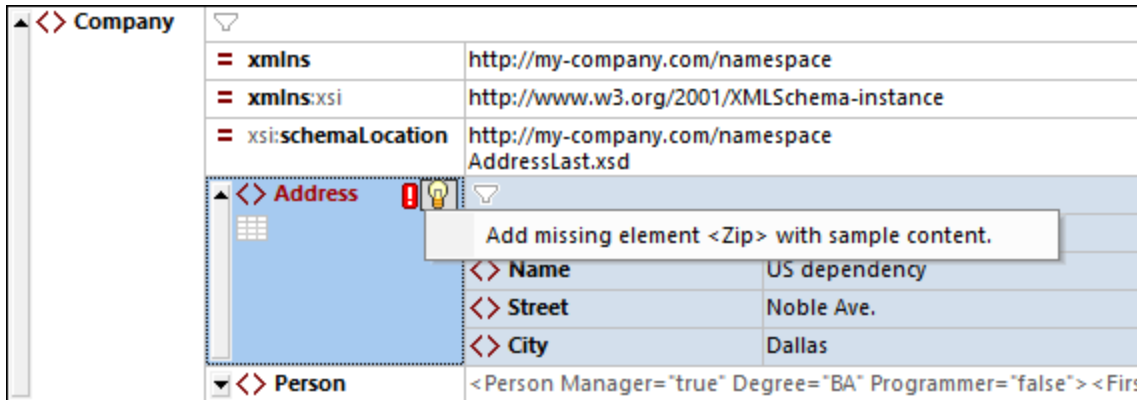 <> Company
= xmlns http://my-company.com/namespace
= xmlns:xsi http://www.w3.org/2001/XMLSchema-instance
= xsi:schemaLocation http://my-company.com/namespace
AddressLast.xsd
<> Address !
Add missing element <Zip> with sample content.
<> Name US dependency
<> Street Noble Ave.
<> City Dallas
<> Person <Person Manager="true" Degree="BA" Programmer="false"><Firs